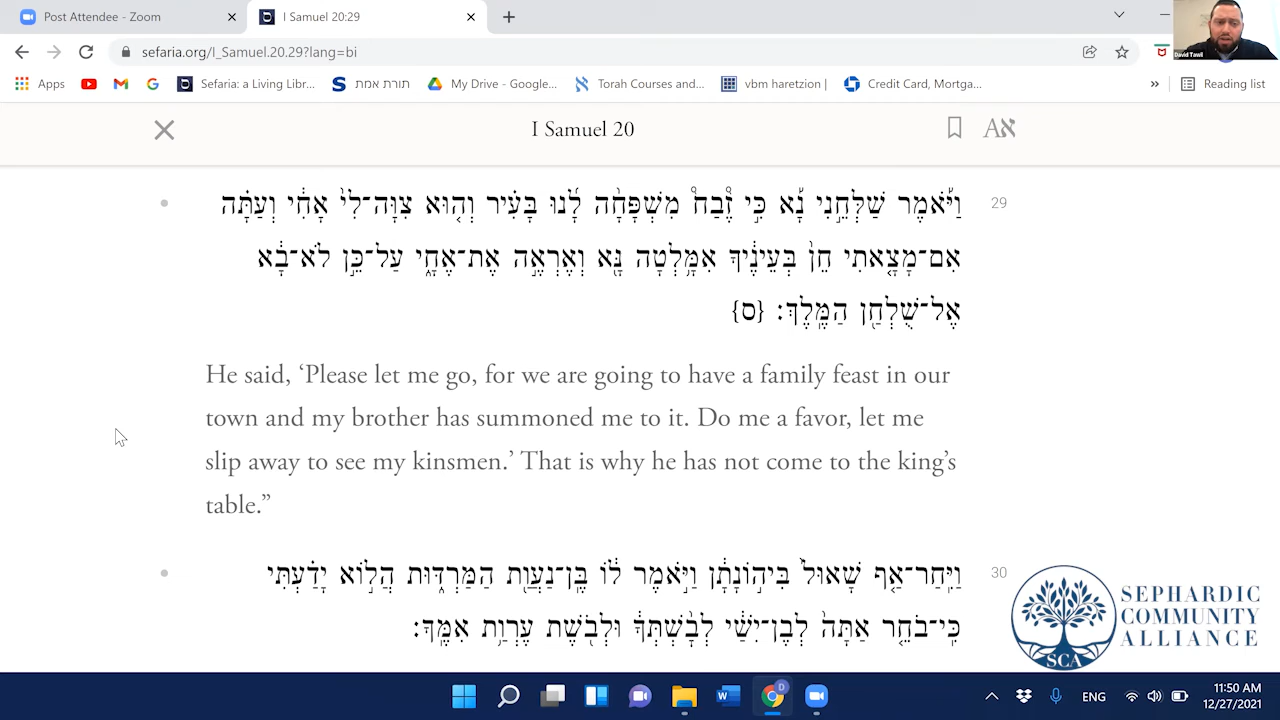 Post Attendee - Zoom
I Samuel 20:29
sefaria.org/I_Samuel.20.29?lang=bi
David Tawil
Apps
Sefaria: a Living Libr...
תורת אמת
My Drive - Google...
Torah Courses and...
vbm haretzion |
Credit Card, Mortga...
»
Reading list
I Samuel 20
Aא
29
וַיֹּ֡אמֶר שַׁלְּחֵ֣נִי נָ֡א כִּ֣י זֶ֩בַח֩ מִשְׁפָּחָ֨ה לָ֜נוּ בָּעִ֗יר וְה֤וּא צִוָּה־לִי֙ אָחִ֔י וְעַתָּ֗ה
אִם־מָצָ֤אתִי חֵן֙ בְּעֵינֶ֔יךָ אִמָּ֥לְטָה נָּ֖א וְאֶרְאֶ֣ה אֶת־אֶחָ֑י עַל־כֵּ֣ן לֹא־בָ֔א
אֶל־שֻׁלְחַ֖ן הַמֶּֽלֶךְ׃ {ס}
He said, ‘Please let me go, for we are going to have a family feast in our
town and my brother has summoned me to it. Do me a favor, let me
slip away to see my kinsmen.’ That is why he has not come to the king’s
table.”
30
וַיִּֽחַר־אַ֤ף שָׁאוּל֙ בִּיה֣וֹנָתָ֔ן וַיֹּ֣אמֶר ל֔וֹ בֶּֽן־נַעֲוַ֖ת הַמַּרְדּ֑וּת הֲל֣וֹא יָדַ֗עְתִּי
כִּֽי־בֹחֵ֤ר אַתָּה֙ לְבֶן־יִשַׁ֔י לְבׇ֨שְׁתְּךָ֔ וּלְבֹ֖שֶׁת עֶרְוַ֥ת אִמֶּֽךָ׃
SEPHARDIC
COMMUNITY
ALLIANCE
SCA
ENG
11:50 AM
12/27/2021